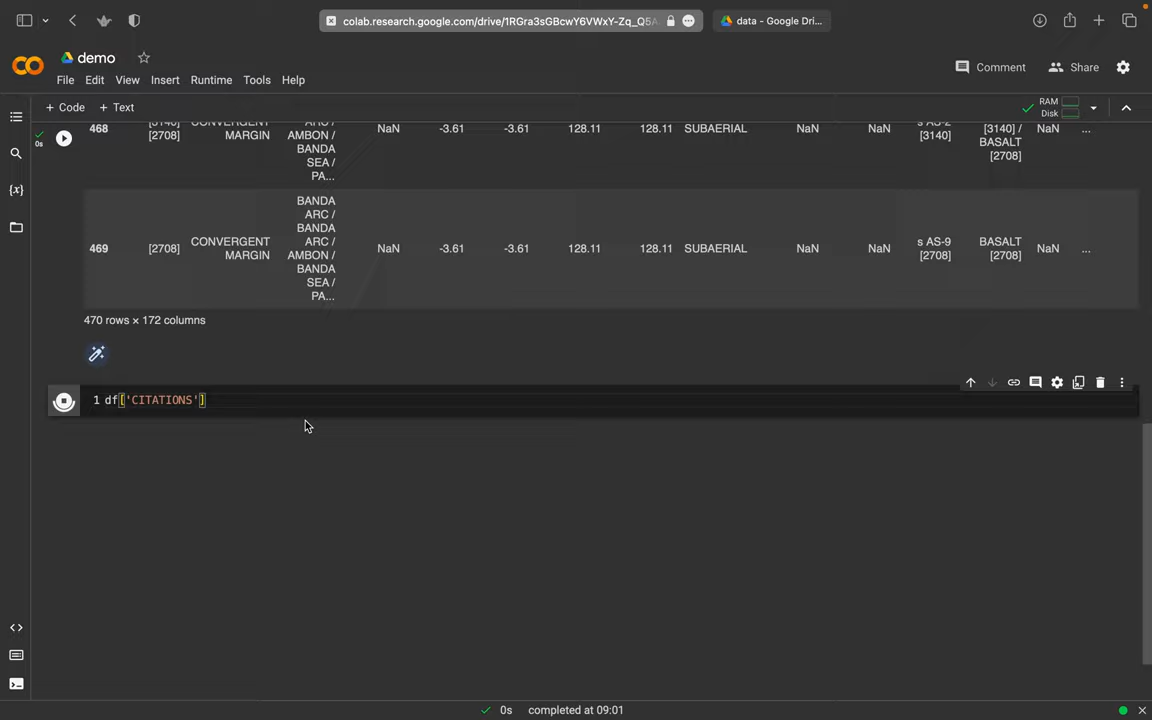 colab.research.google.com/drive/1RGra3sGBcwY6VWxY-Zq_Q5A
data - Google Dri...
demo
File Edit View Insert Runtime Tools Help
Comment
Share
+ Code + Text
RAM
Disk
468
[2708]
MARGIN
AMBON /
BANDA
SEA /
PA...
NaN
-3.61
-3.61
128.11
128.11
SUBAERIAL
NaN
NaN
[3140]
[3140] /
BASALT
[2708]
NaN
...
469
[2708]
CONVERGENT
MARGIN
BANDA
ARC /
BANDA
ARC /
AMBON /
BANDA
SEA /
PA...
NaN
-3.61
-3.61
128.11
128.11
SUBAERIAL
NaN
NaN
s AS-9
[2708]
BASALT
[2708]
NaN
...
470 rows × 172 columns
1 df['CITATIONS']
0s completed at 09:01